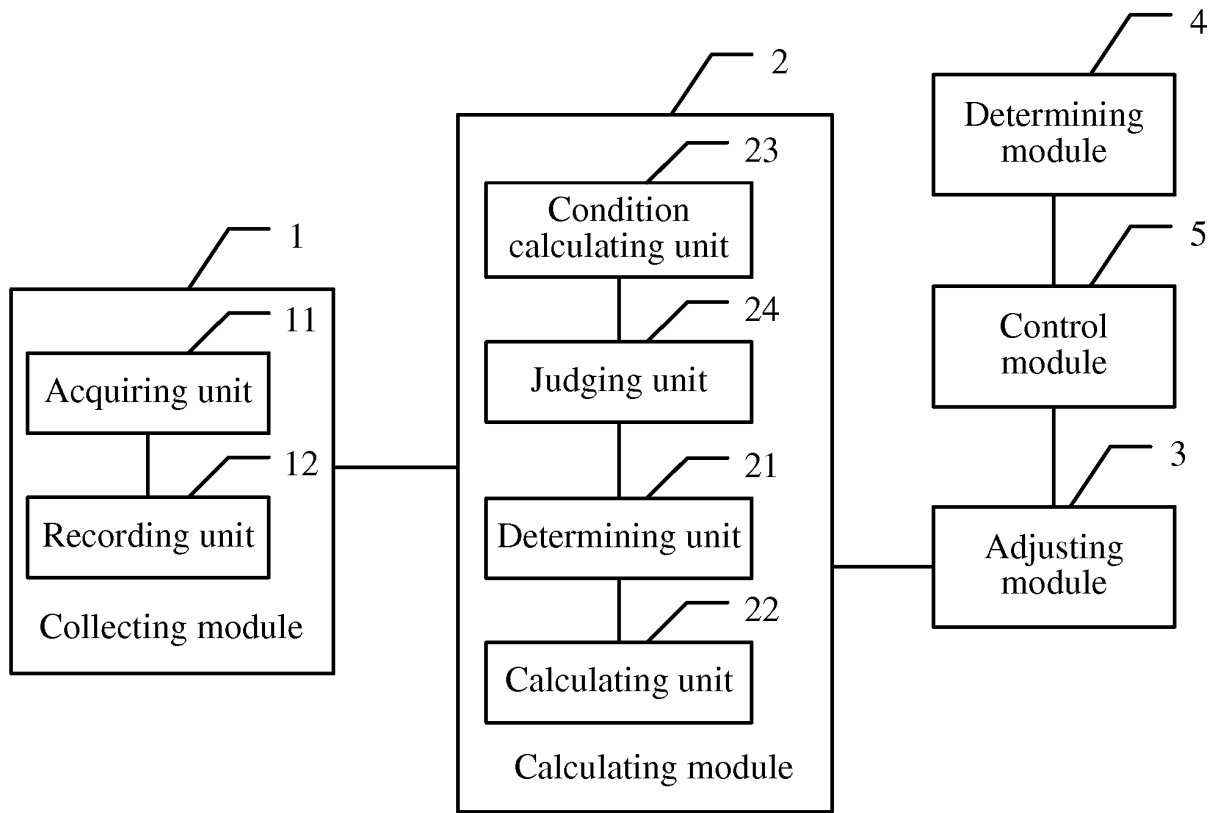 1
11
Acquiring unit
12
Recording unit
Collecting module
2
23
Condition
calculating unit
24
Judging unit
21
Determining unit
22
Calculating unit
Calculating module
4
Determining
module
5
Control
module
3
Adjusting
module